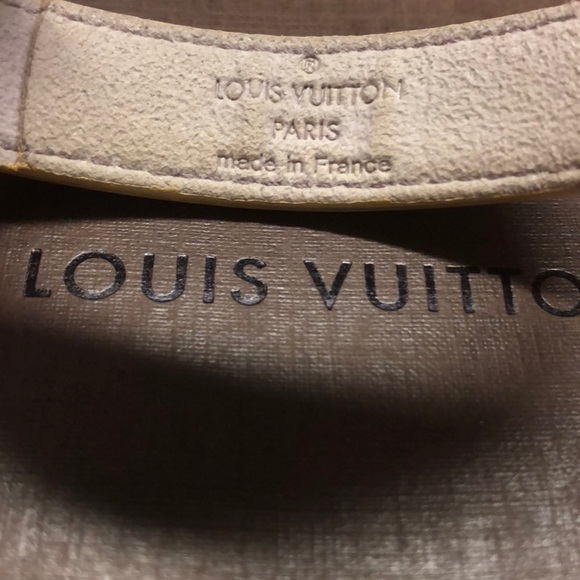 ®
LOUIS VUITTON
PARIS
made in France
LOUIS VUITTO